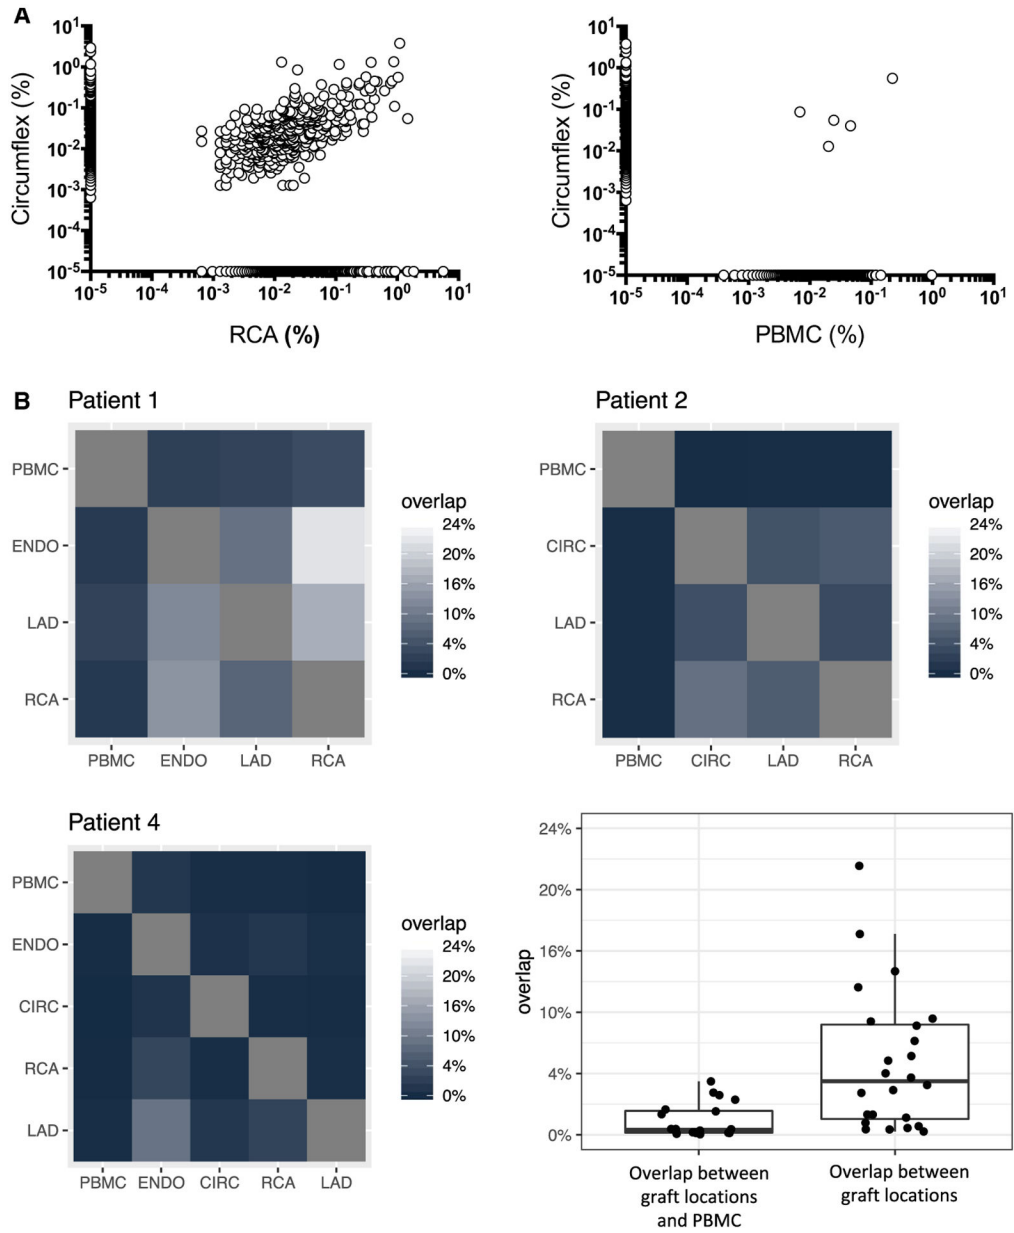 A
10¹
10⁰
10⁻¹
10⁻²
10⁻³
10⁻⁴
10⁻⁵
Circumflex (%)
10⁻⁵ 10⁻⁴ 10⁻³ 10⁻² 10⁻¹ 10⁰ 10¹
RCA (%)
10¹
10⁰
10⁻¹
10⁻²
10⁻³
10⁻⁴
10⁻⁵
Circumflex (%)
10⁻⁵ 10⁻⁴ 10⁻³ 10⁻² 10⁻¹ 10⁰ 10¹
PBMC (%)
B
Patient 1
PBMC
ENDO
LAD
RCA
PBMC ENDO LAD RCA
overlap
24%
20%
16%
10%
4%
0%
Patient 2
PBMC
CIRC
LAD
RCA
PBMC CIRC LAD RCA
overlap
24%
20%
16%
10%
4%
0%
Patient 4
PBMC
ENDO
CIRC
RCA
LAD
PBMC ENDO CIRC RCA LAD
overlap
24%
20%
16%
10%
4%
0%
24%
20%
16%
10%
4%
0%
overlap
Overlap between
graft locations
and PBMC
Overlap between
graft locations